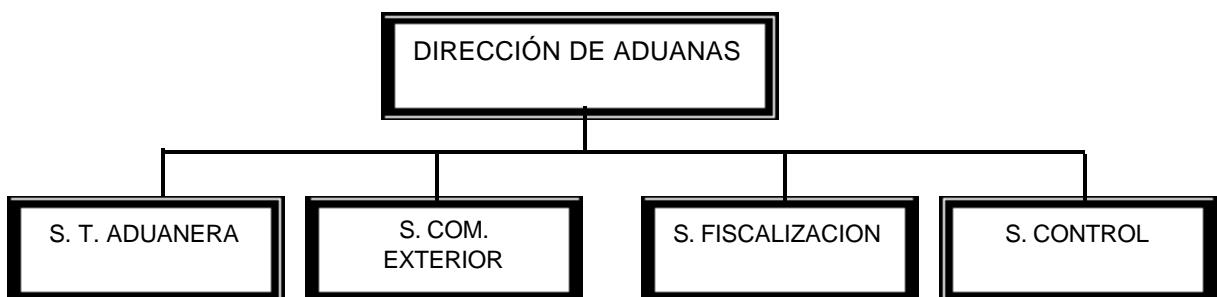 DIRECCIÓN DE ADUANAS
S. T. ADUANERA
S. COM.
EXTERIOR
S. FISCALIZACION
S. CONTROL